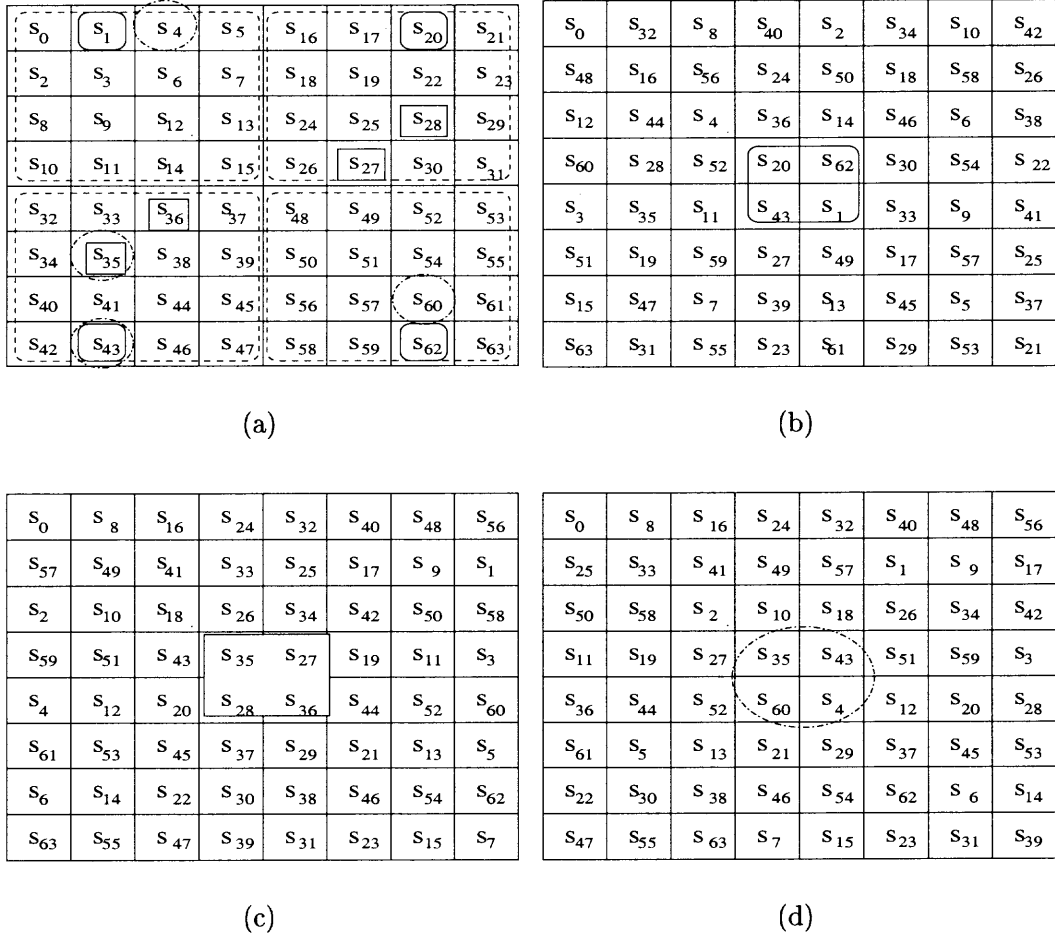 S0 S1 S4 S5 S16 S17 S20 S21
S2 S3 S6 S7 S18 S19 S22 S23
S8 S9 S12 S13 S24 S25 S28 S29
S10 S11 S14 S15 S26 S27 S30 S31
S32 S33 S36 S37 S48 S49 S52 S53
S34 S35 S38 S39 S50 S51 S54 S55
S40 S41 S44 S45 S56 S57 S60 S61
S42 S43 S46 S47 S58 S59 S62 S63
(a)
S0 S32 S8 S40 S2 S34 S10 S42
S48 S16 S56 S24 S50 S18 S58 S26
S12 S44 S4 S36 S14 S46 S6 S38
S60 S28 S52 S20 S62 S30 S54 S22
S3 S35 S11 S43 S1 S33 S9 S41
S51 S19 S59 S27 S49 S17 S57 S25
S15 S47 S7 S39 S13 S45 S5 S37
S63 S31 S55 S23 S61 S29 S53 S21
(b)
S0 S8 S16 S24 S32 S40 S48 S56
S57 S49 S41 S33 S25 S17 S9 S1
S2 S10 S18 S26 S34 S42 S50 S58
S59 S51 S43 S35 S27 S19 S11 S3
S4 S12 S20 S28 S36 S44 S52 S60
S61 S53 S45 S37 S29 S21 S13 S5
S6 S14 S22 S30 S38 S46 S54 S62
S63 S55 S47 S39 S31 S23 S15 S7
(c)
S0 S8 S16 S24 S32 S40 S48 S56
S25 S33 S41 S49 S57 S1 S9 S17
S50 S58 S2 S10 S18 S26 S34 S42
S11 S19 S27 S35 S43 S51 S59 S3
S36 S44 S52 S60 S4 S12 S20 S28
S61 S5 S13 S21 S29 S37 S45 S53
S22 S30 S38 S46 S54 S62 S6 S14
S47 S55 S63 S7 S15 S23 S31 S39
(d)